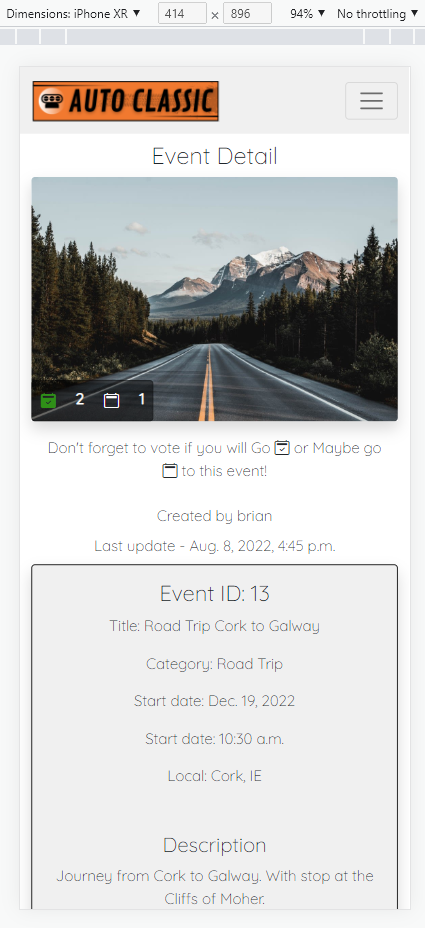 Dimensions: iPhone XR ▼ 414 × 896 94% ▼ No throttling ▼
AUTO CLASSIC
Event Detail
2 1
Don't forget to vote if you will Go or Maybe go
to this event!
Created by brian
Last update - Aug. 8, 2022, 4:45 p.m.
Event ID: 13
Title: Road Trip Cork to Galway
Category: Road Trip
Start date: Dec. 19, 2022
Start date: 10:30 a.m.
Local: Cork, IE
Description
Journey from Cork to Galway. With stop at the
Cliffs of Moher.